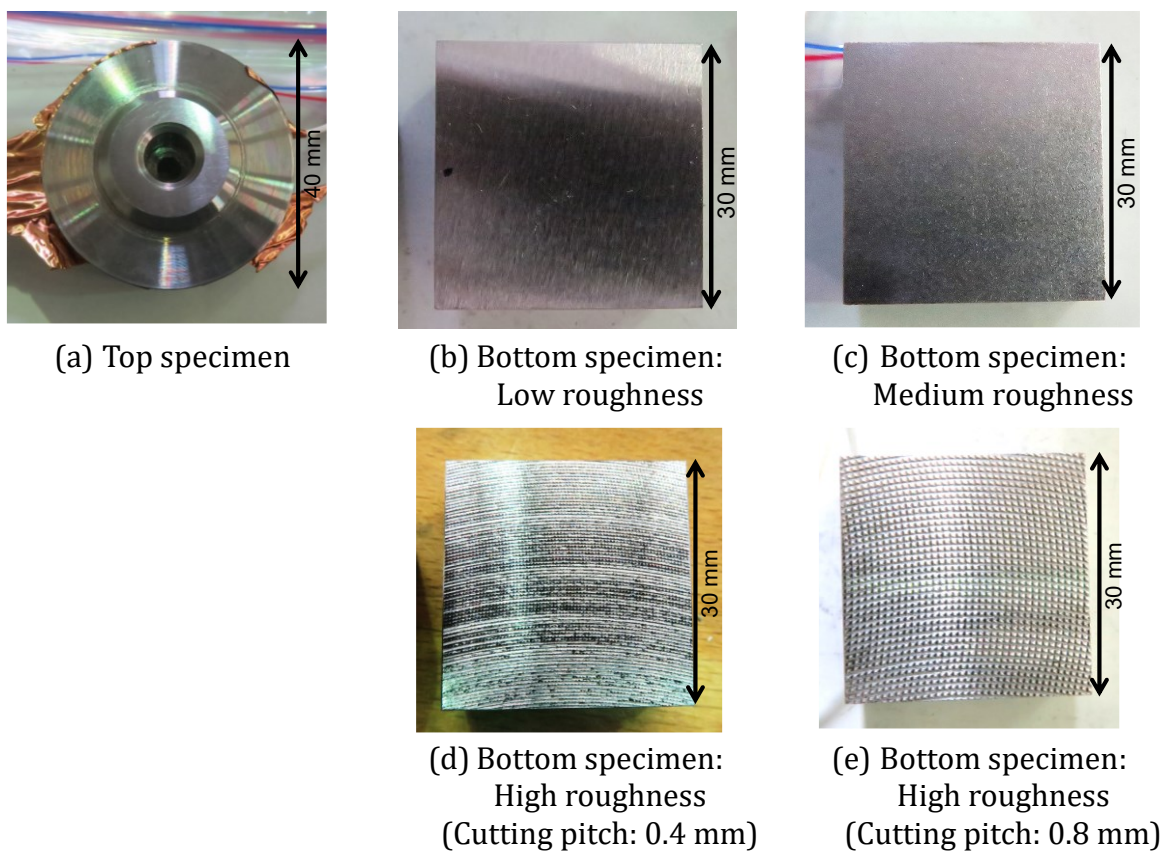 40 mm
30 mm
30 mm
(a) Top specimen
(b) Bottom specimen:
Low roughness
(c) Bottom specimen:
Medium roughness
30 mm
30 mm
(d) Bottom specimen:
High roughness
(Cutting pitch: 0.4 mm)
(e) Bottom specimen:
High roughness
(Cutting pitch: 0.8 mm)